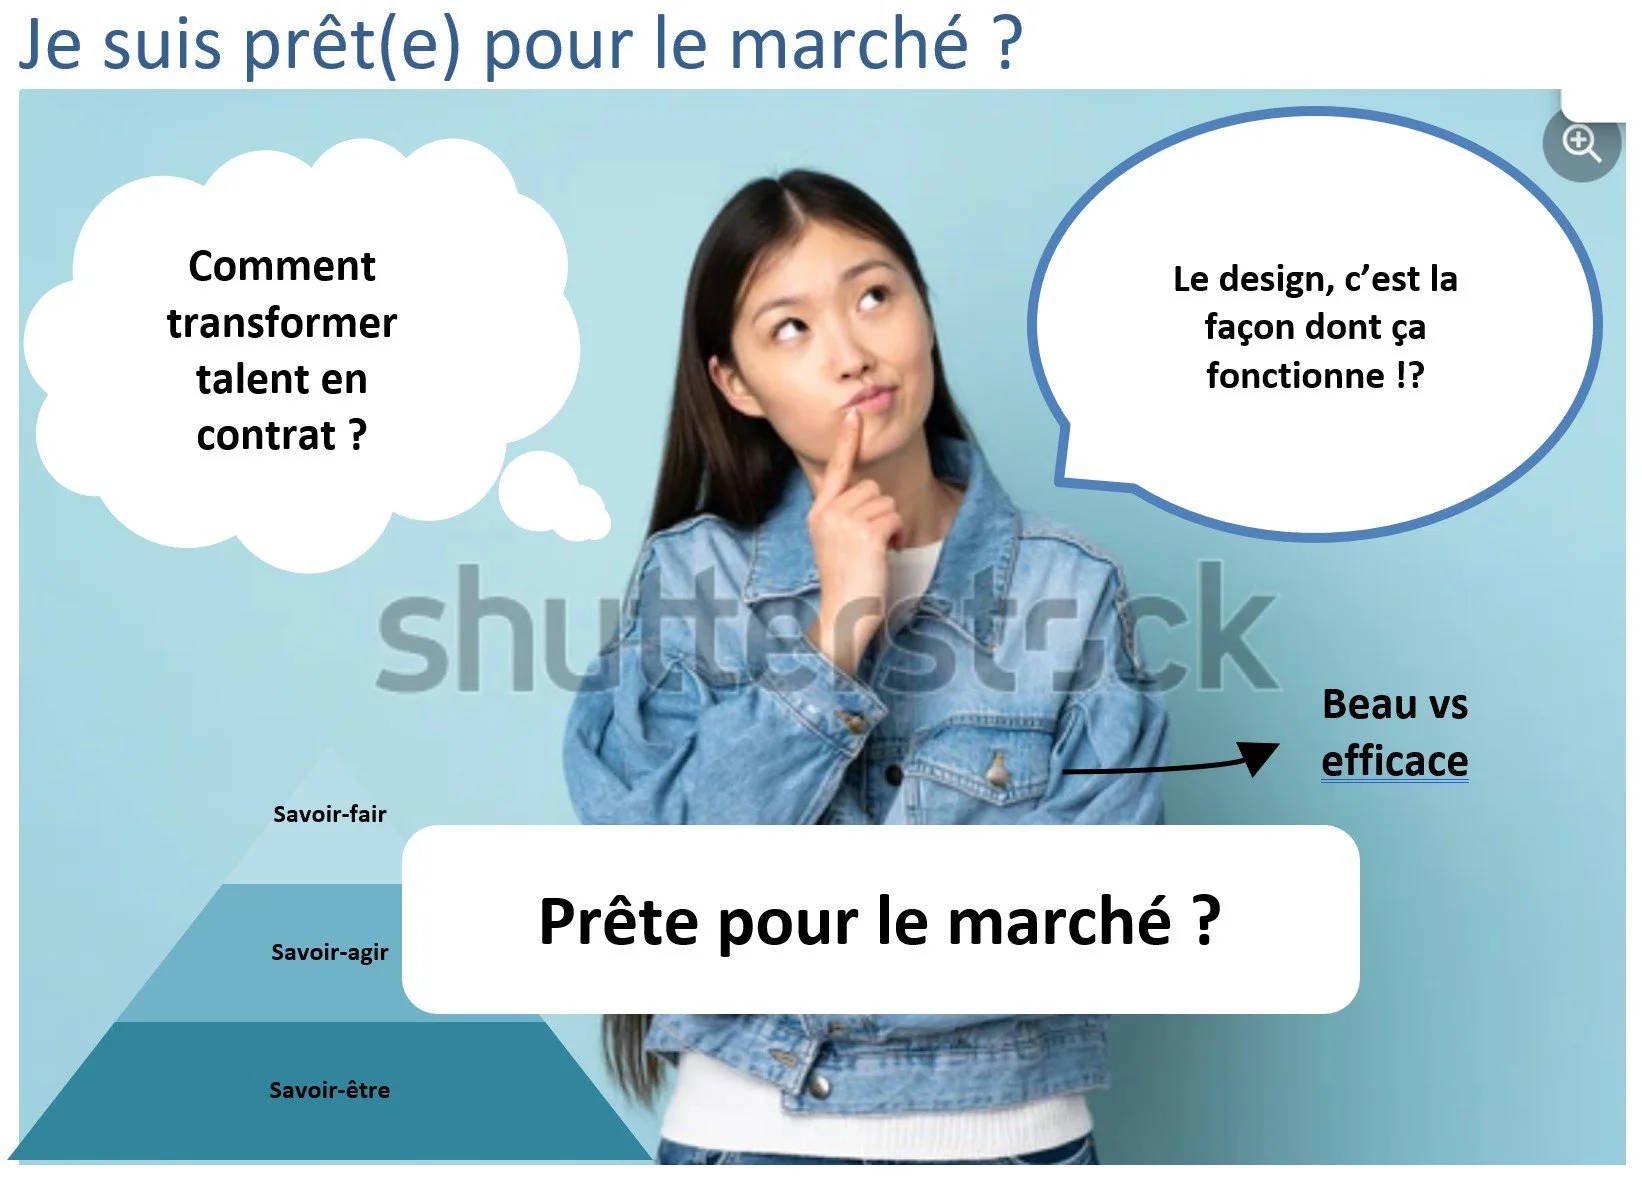 Je suis prêt(e) pour le marché ?
Comment
transformer
talent en
contrat ?
Le design, c’est la
façon dont ça
fonctionne !?
shutterstock
Beau vs
efficace
Savoir-fair
Savoir-agir
Savoir-être
Prête pour le marché ?